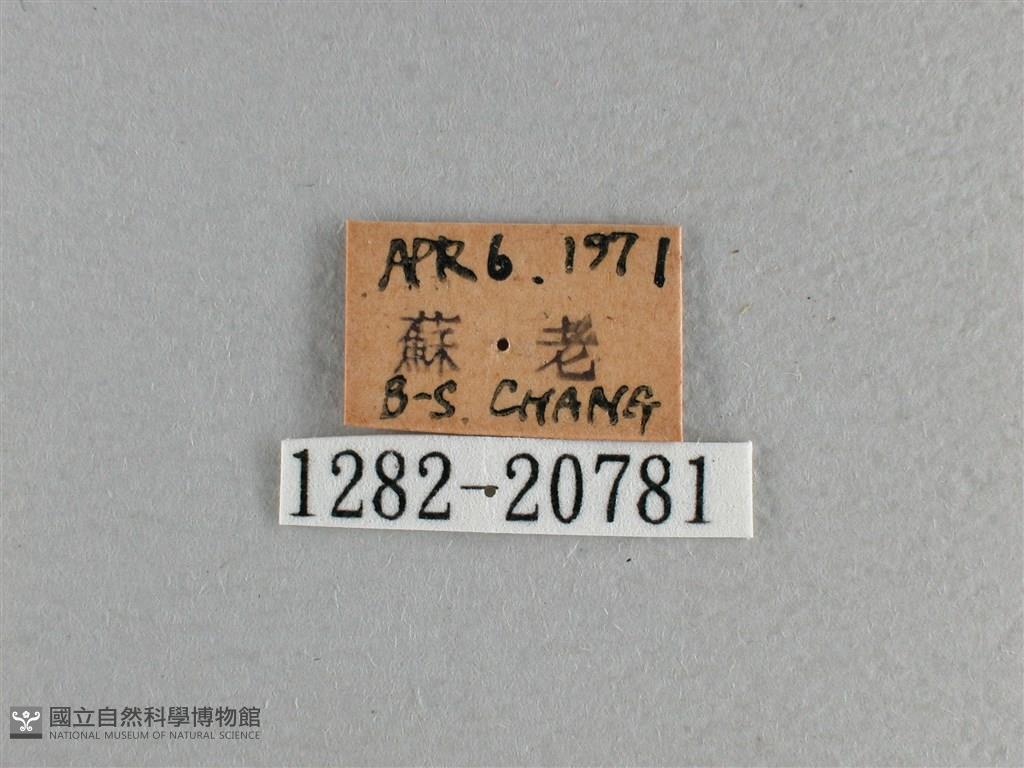 APR 6. 1971
蘇 老
B-S. CHANG
1282-20781
國立自然科學博物館
NATIONAL MUSEUM OF NATURAL SCIENCE